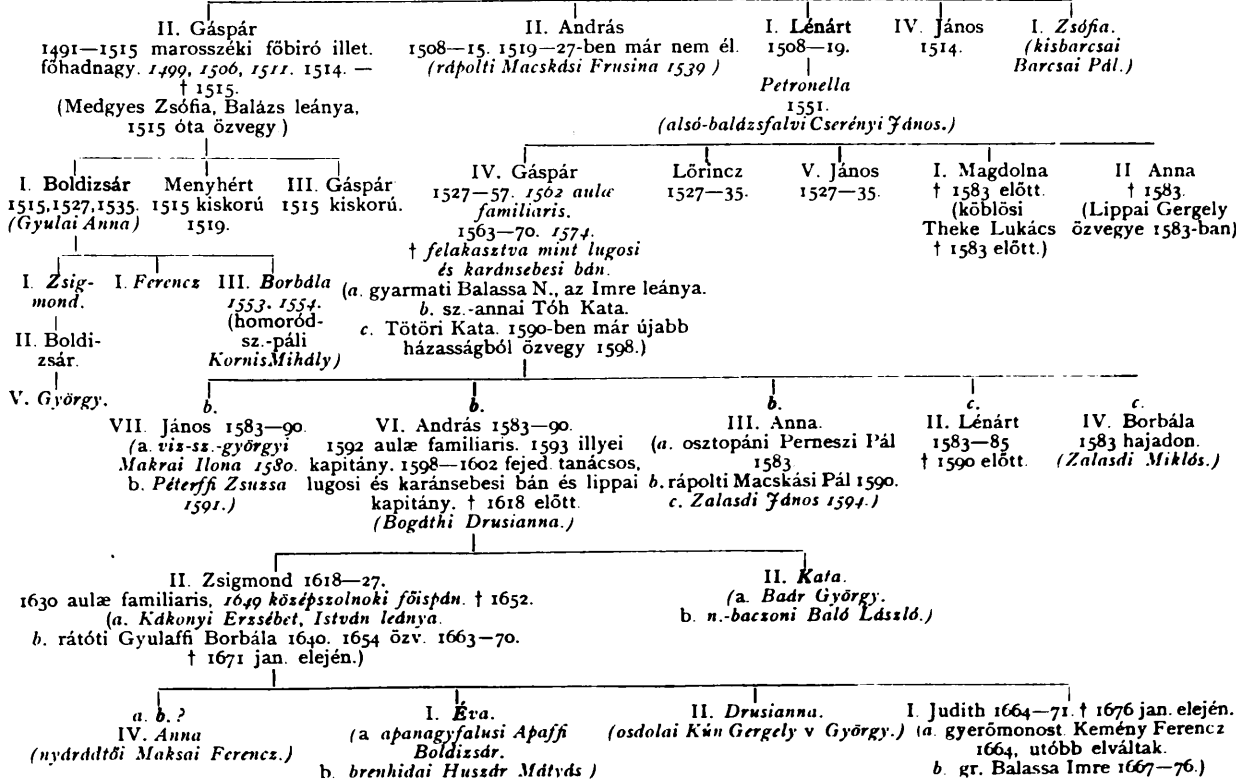 II. Gáspár
1491—1515 marosszéki főbiró illet.
főhadnagy. 1499, 1506, 1511. 1514. —
† 1515.
(Medgyes Zsófia, Balázs leánya,
1515 óta özvegy)
II. András
1508—15. 1519—27-ben már nem él.
(rápolti Macskási Frusina 1539)
I. Lénárt
1508—19.
Petronella
1551.
(alsó-balázsfalvi Cserényi János.)
IV. János
1514.
I. Zsófia.
(kisbarcsai
Barcsai Pál.)
I. Boldizsár
1515, 1527, 1535.
(Gyulai Anna)
Menyhért
1515 kiskorú
1519.
III. Gáspár
1515 kiskorú.
IV. Gáspár
1527—57. 1562 aulæ
familiaris.
1563—70. 1574.
† felakasztva mint lugosi
és karánsebesi bán.
(a. gyarmati Balassa N., az Imre leánya.
b. sz.-annai Tóh Kata.
c. Tötöri Kata. 1590-ben már újabb
házasságból özvegy 1598.)
Lőrincz
1527—35.
V. János
1527—35.
I. Magdolna
† 1583 előtt.
(köblösi
Theke Lukács
† 1583 előtt.)
II Anna
† 1583.
(Lippai Gergely
özvegye 1583-ban)
I. Zsig-
mond.
I. Ferencz
III. Borbála
1553. 1554.
(homoród-
sz.-páli
Kornis Mihály)
II. Boldi-
zsár.
V. György.
b.
VII. János 1583—90.
(a. viz-sz.-györgyi
Makrai Ilona 1580.
b. Péterffi Zsuzsa
1591.)
b.
VI. András 1583—90.
1592 aulæ familiaris. 1593 illyei
kapitány. 1598—1602 fejed. tanácsos,
lugosi és karánsebesi bán és lippai
kapitány. † 1618 előtt.
(Bogáthi Drusianna.)
b.
III. Anna.
(a. osztopáni Perneszi Pál
1583
b. rápolti Macskási Pál 1590.
c. Zalasdi János 1594.)
c.
II. Lénárt
1583—85
† 1590 előtt.
c.
IV. Borbála
1583 hajadon.
(Zalasdi Miklós.)
II. Zsigmond 1618—27.
1630 aulæ familiaris, 1649 középszolnoki főispán. † 1652.
(a. Kákonyi Erzsébet, István leánya.
b. rátóti Gyulaffi Borbála 1640. 1654 özv. 1663—70.
† 1671 jan. elején.)
II. Kata.
(a. Baár György.
b. n.-baczoni Baló László.)
a. b. ?
IV. Anna
(nyárádtői Maksai Ferencz.)
I. Éva.
(a apanagyfalusi Apaffi
Boldizsár.
b. brenhidai Huszár Mátyás)
II. Drusianna.
(osdolai Kún Gergely v György.)
I. Judith 1664—71. † 1676 jan. elején.
(a. gyerőmonost. Kemény Ferencz
1664, utóbb elváltak.
b. gr. Balassa Imre 1667—76.)